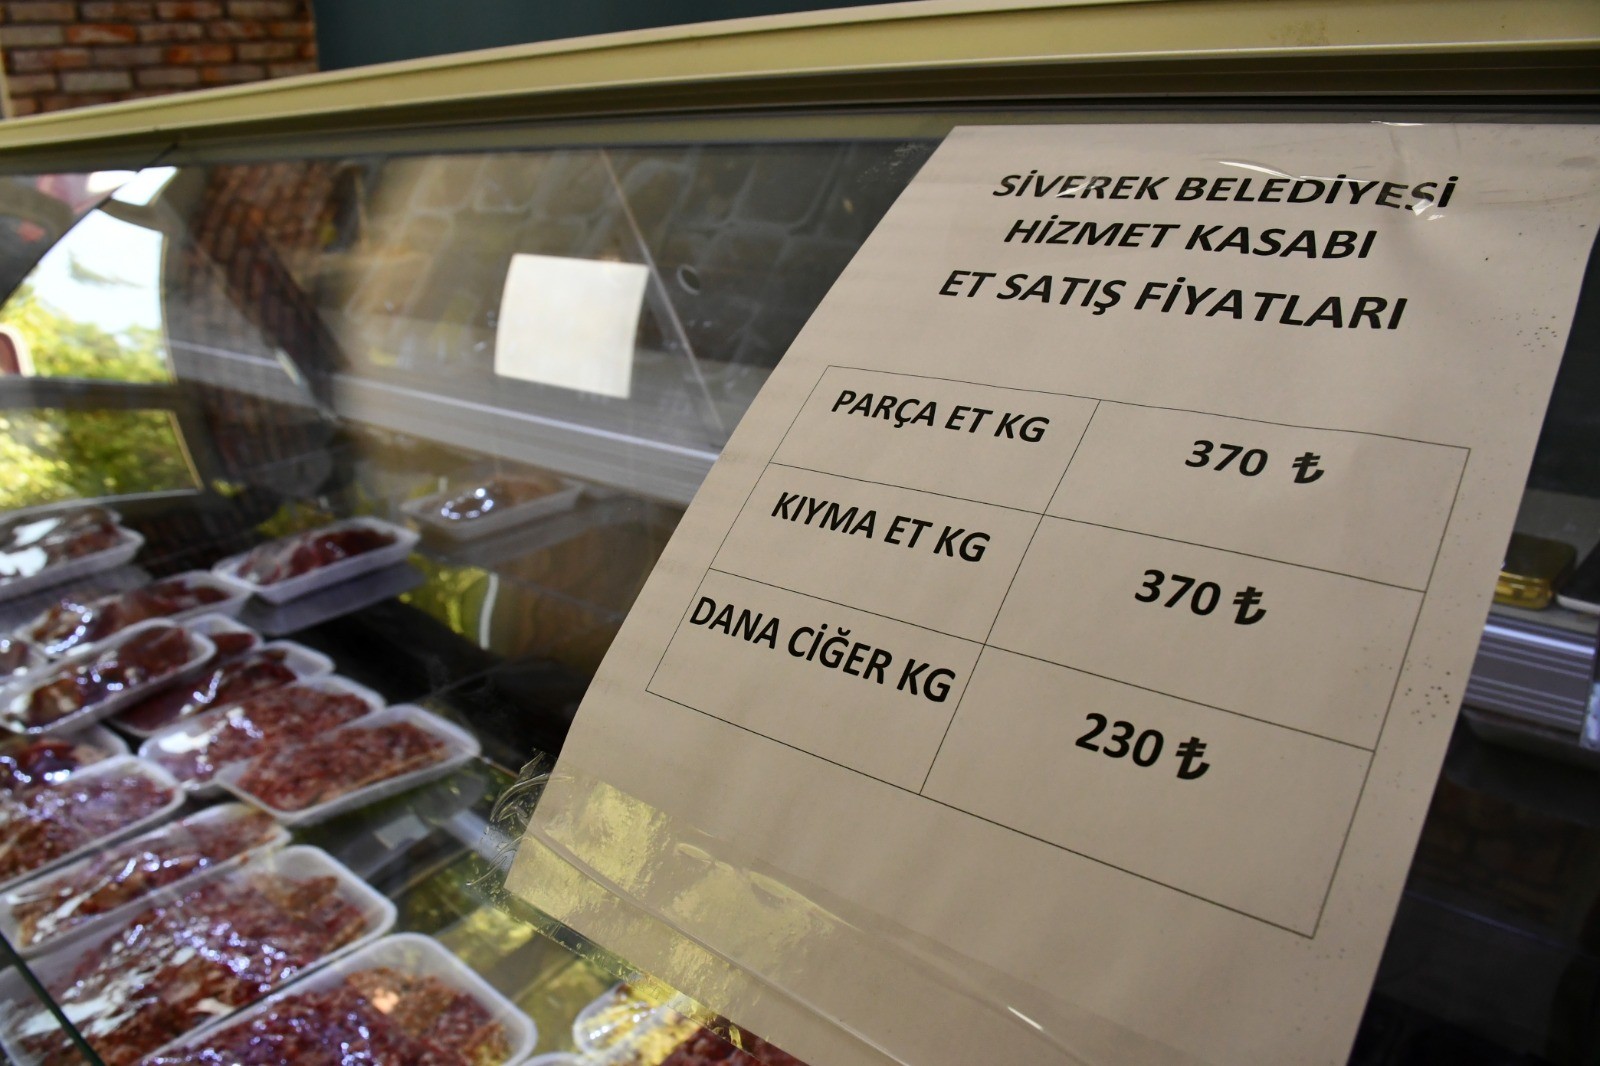 SİVEREK BELEDİYESİ
HİZMET KASABI
ET SATIŞ FİYATLARI
PARÇA ET KG 370 ₺
KIYMA ET KG 370 ₺
DANA CİĞER KG 230 ₺